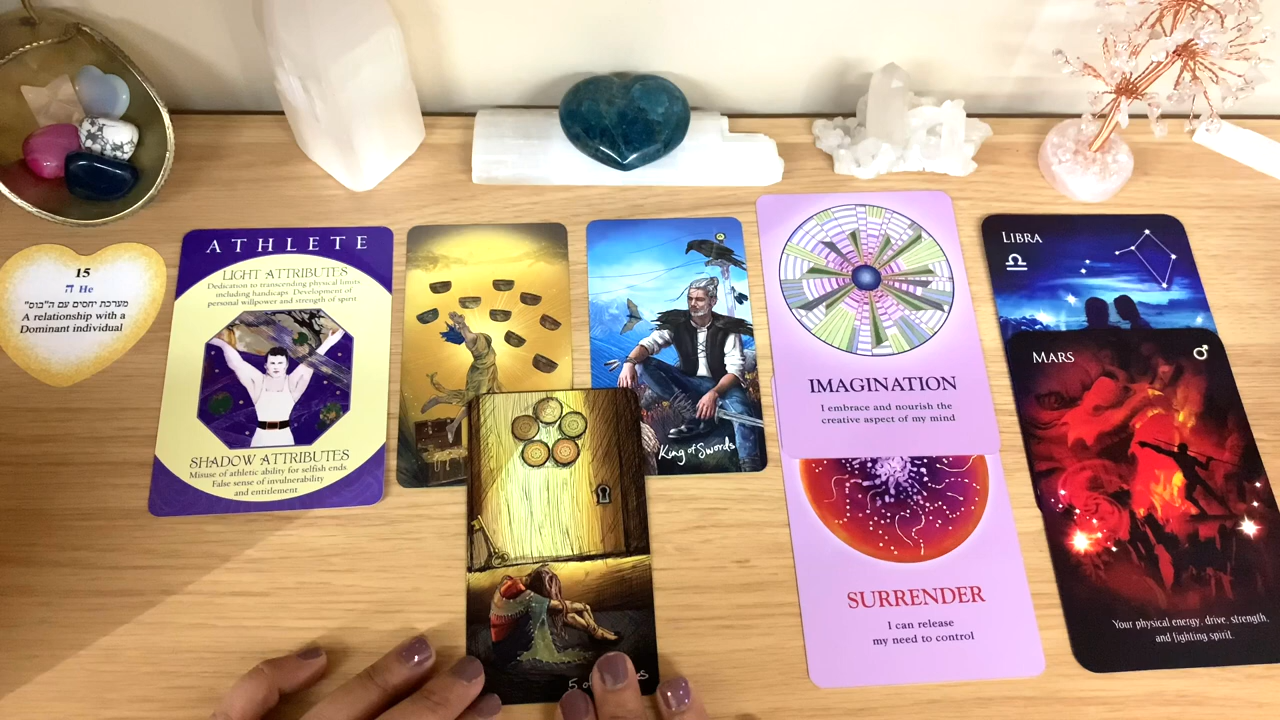 15
ה He
מערכת יחסים עם ה"בוס"
A relationship with a
Dominant individual
ATHLETE
LIGHT ATTRIBUTES
Dedication to transcending physical limits
including handicaps Development of
personal willpower and strength of spirit
SHADOW ATTRIBUTES
Misuse of athletic ability for selfish ends
False sense of invulnerability
and entitlement
King of Swords
5 of
IMAGINATION
I embrace and nourish the
creative aspect of my mind
SURRENDER
I can release
my need to control
LIBRA
♎
MARS
♂
Your physical energy, drive, strength,
and fighting spirit.